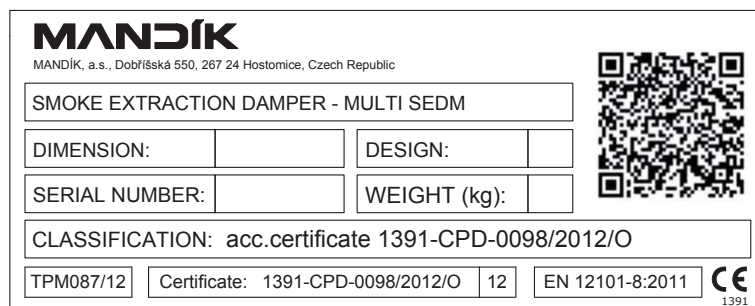 MANDÍK
MANDÍK, a.s., Dobříšská 550, 267 24 Hostomice, Czech Republic
SMOKE EXTRACTION DAMPER - MULTI SEDM
DIMENSION: DESIGN:
SERIAL NUMBER: WEIGHT (kg):
CLASSIFICATION: acc.certificate 1391-CPD-0098/2012/O
TPM087/12 Certificate: 1391-CPD-0098/2012/O 12 EN 12101-8:2011 CE
1391